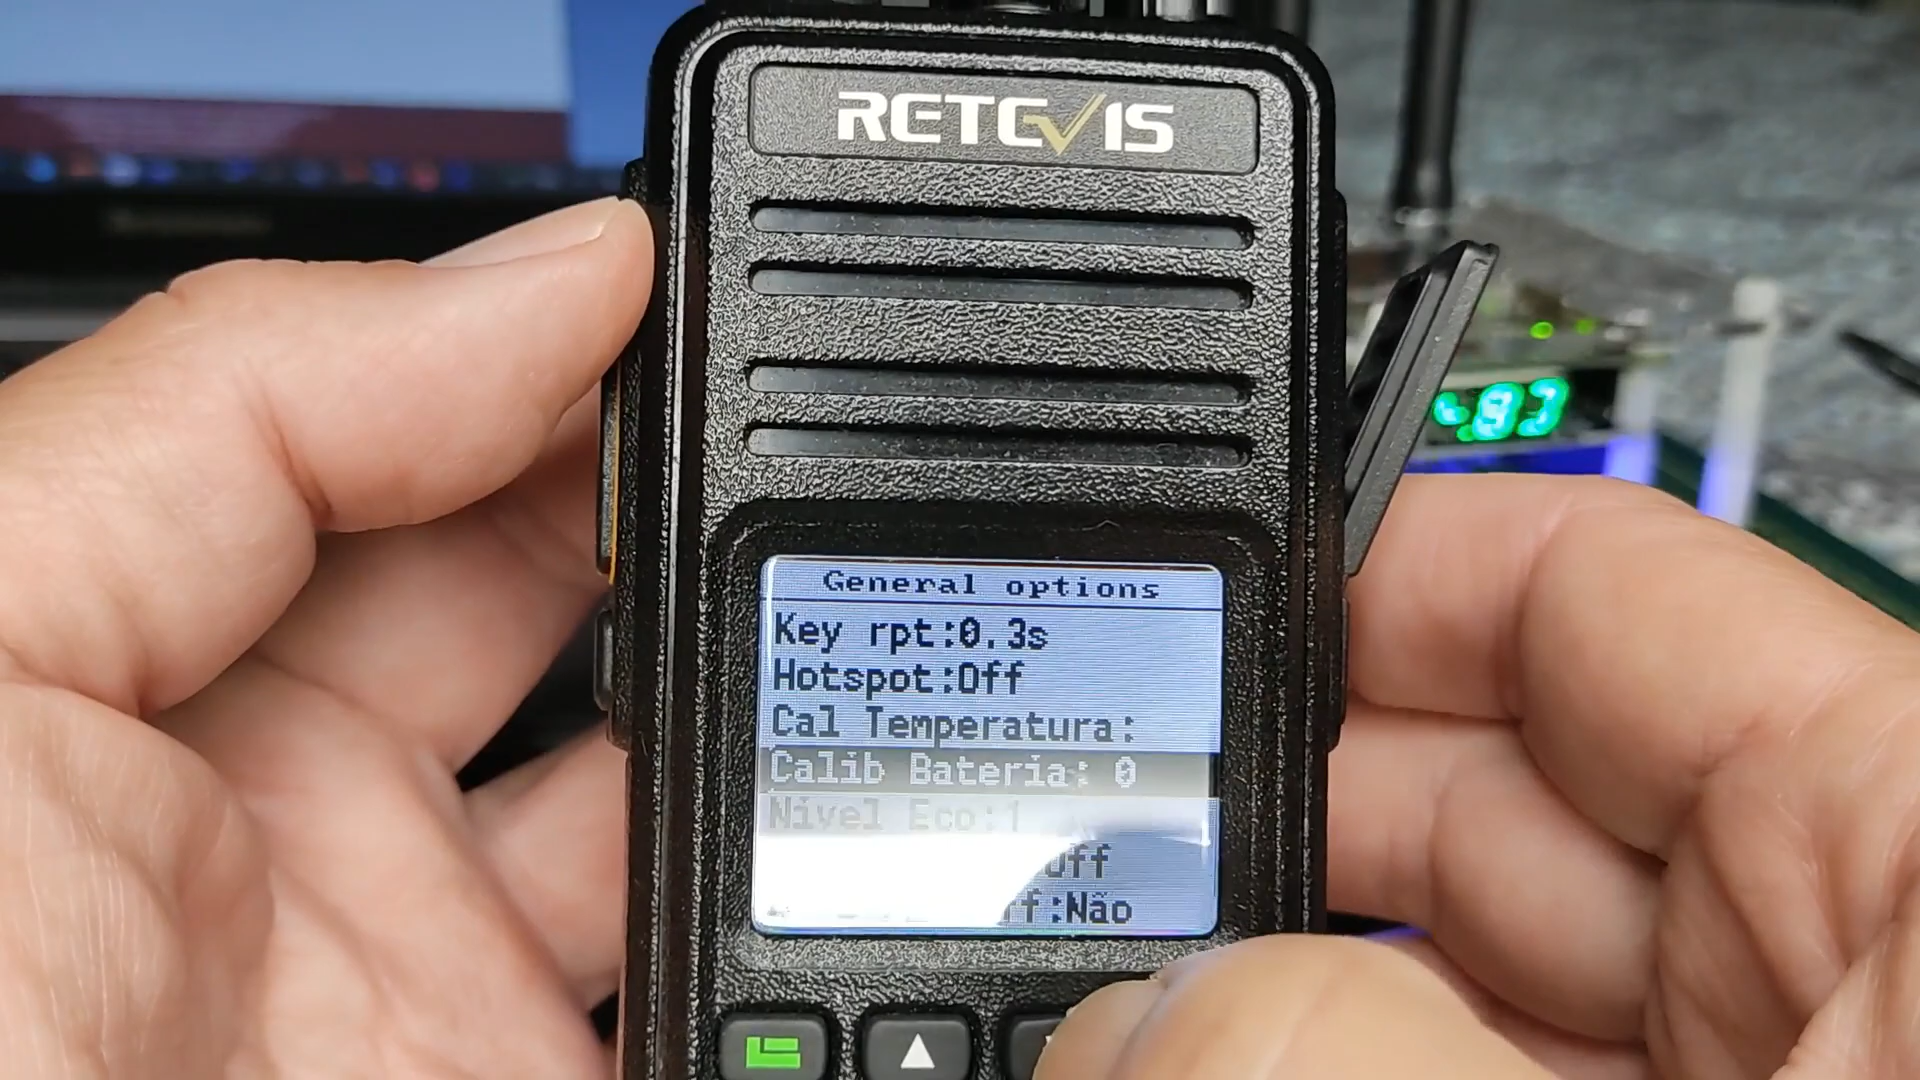 RETEVIS
General options
Key rpt:0.3s
Hotspot:Off
Cal Temperatura:
Calib Bateria: 0
Nível Eco:1
Off
:Não